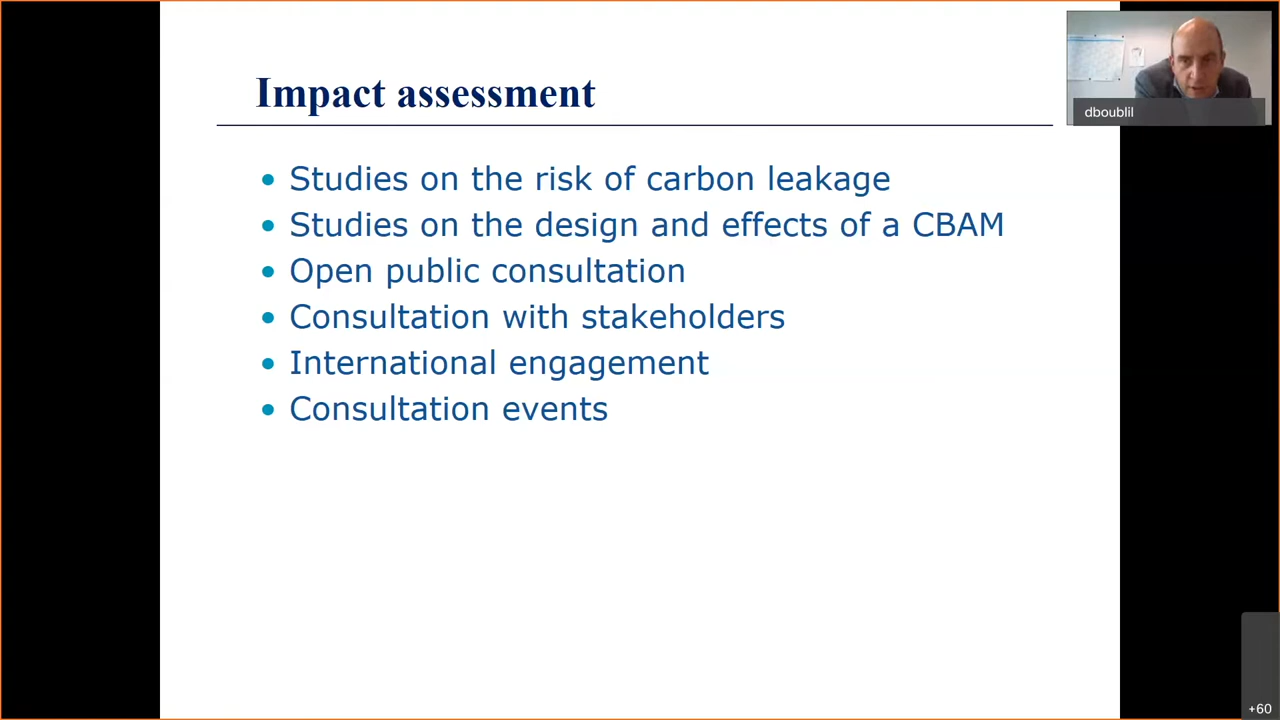 Impact assessment
dboublil
Studies on the risk of carbon leakage
Studies on the design and effects of a CBAM
Open public consultation
Consultation with stakeholders
International engagement
Consultation events
+60